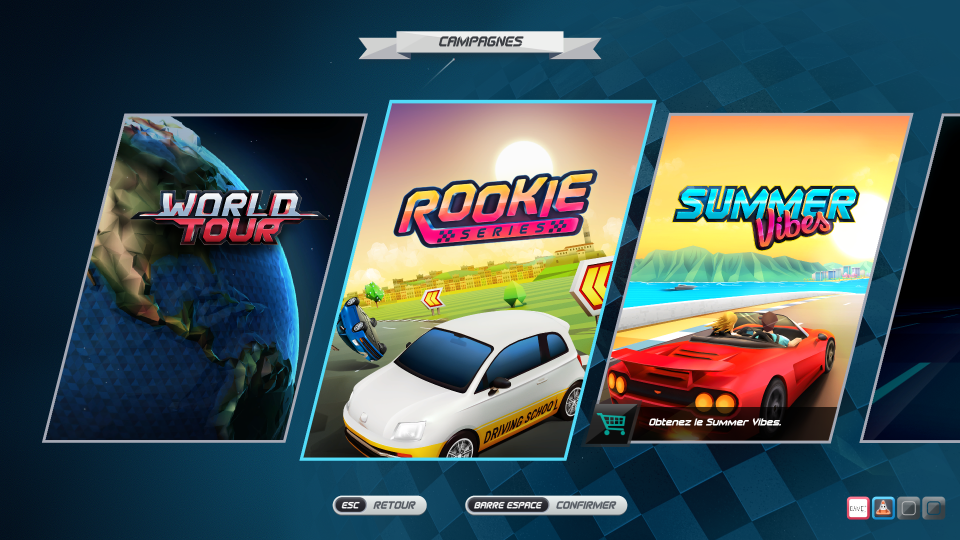 CAMPAGNES
WORLD
TOUR
ROOKIE
SERIES
SUMMER
Vibes
DRIVING SCHOOL
Obtenez le Summer Vibes.
ESC RETOUR
BARRE ESPACE CONFIRMER